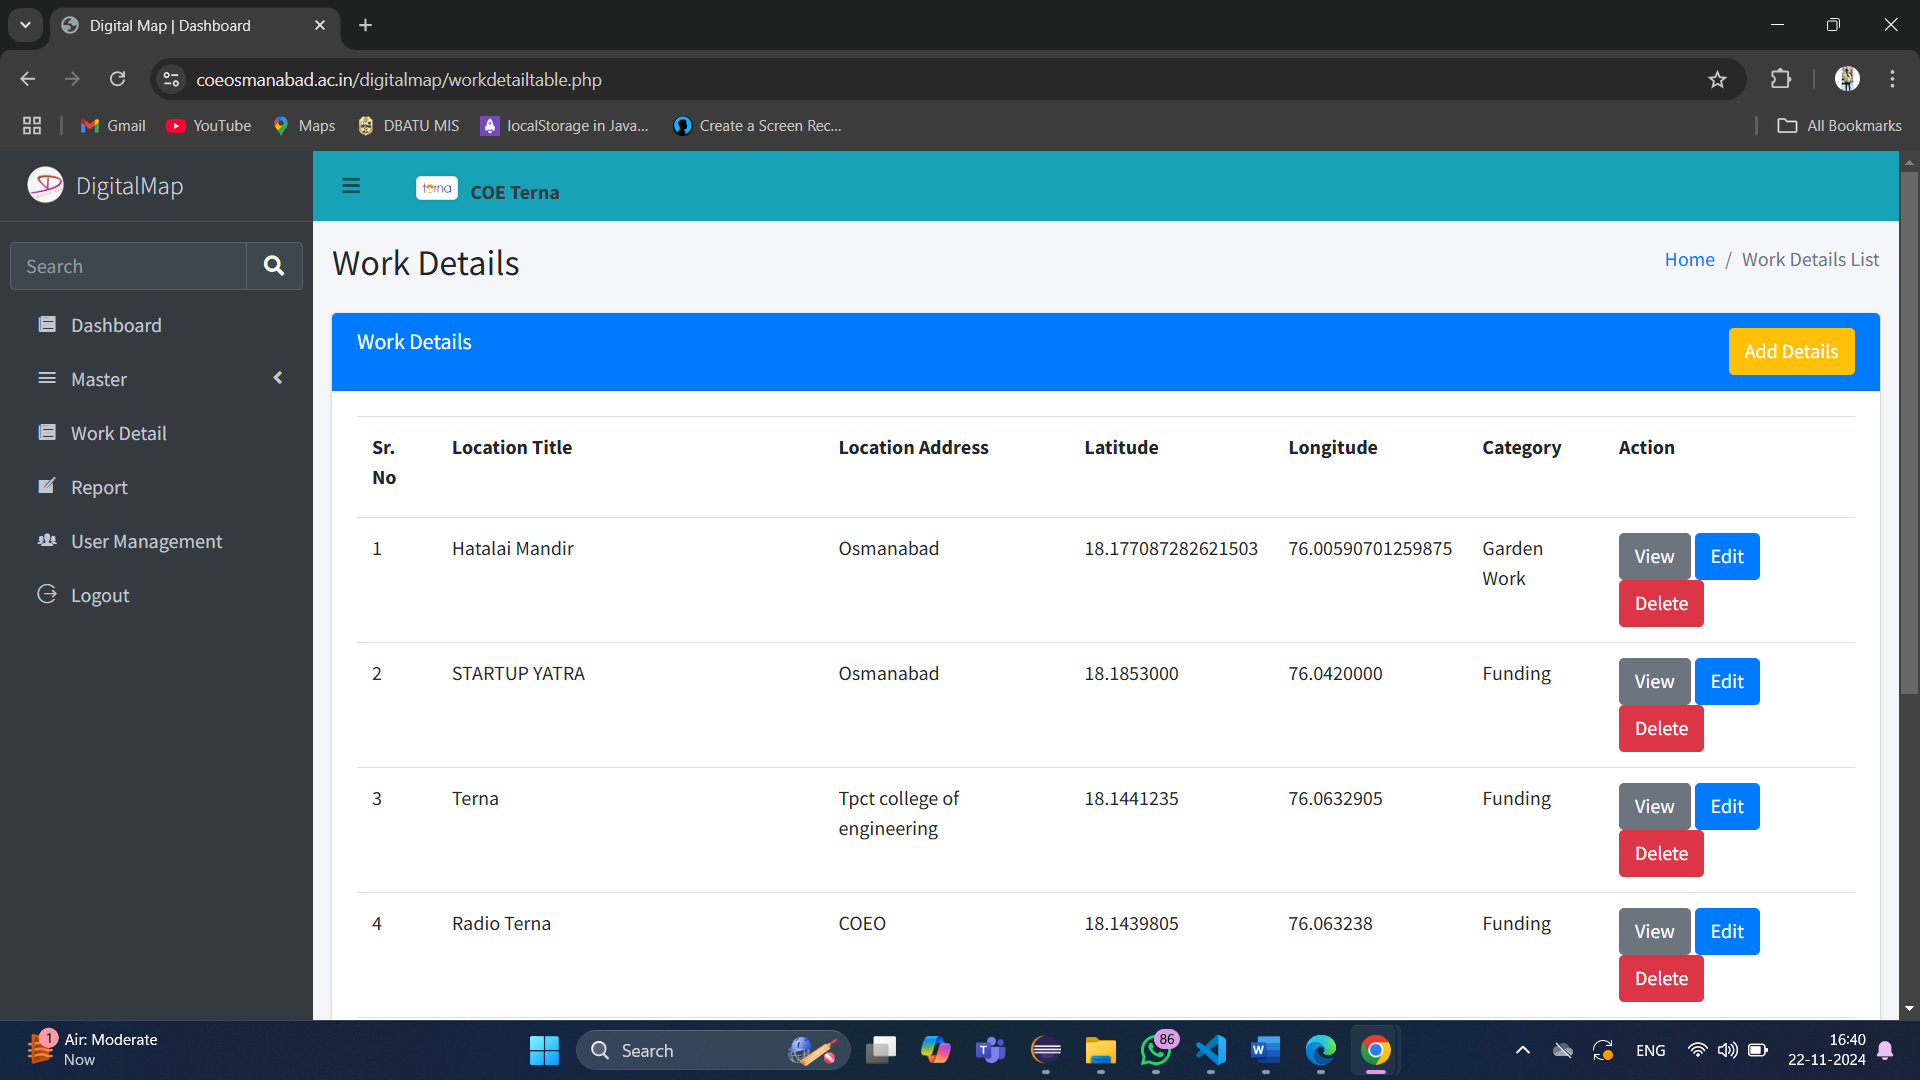 Digital Map | Dashboard
coeosmanabad.ac.in/digitalmap/workdetailtable.php
Gmail
YouTube
Maps
DBATU MIS
localStorage in Java...
Create a Screen Rec...
All Bookmarks
DigitalMap
terna
COE Terna
Search
Dashboard
Master
Work Detail
Report
User Management
Logout
Work Details
Home / Work Details List
Work Details
Add Details
Sr. No
Location Title
Location Address
Latitude
Longitude
Category
Action
1
Hatalai Mandir
Osmanabad
18.177087282621503
76.00590701259875
Garden
Work
View
Edit
Delete
2
STARTUP YATRA
Osmanabad
18.1853000
76.0420000
Funding
View
Edit
Delete
3
Terna
Tpct college of
engineering
18.1441235
76.0632905
Funding
View
Edit
Delete
4
Radio Terna
COEO
18.1439805
76.063238
Funding
View
Edit
Delete
1
Air: Moderate
Now
Search
86
ENG
16:40
22-11-2024